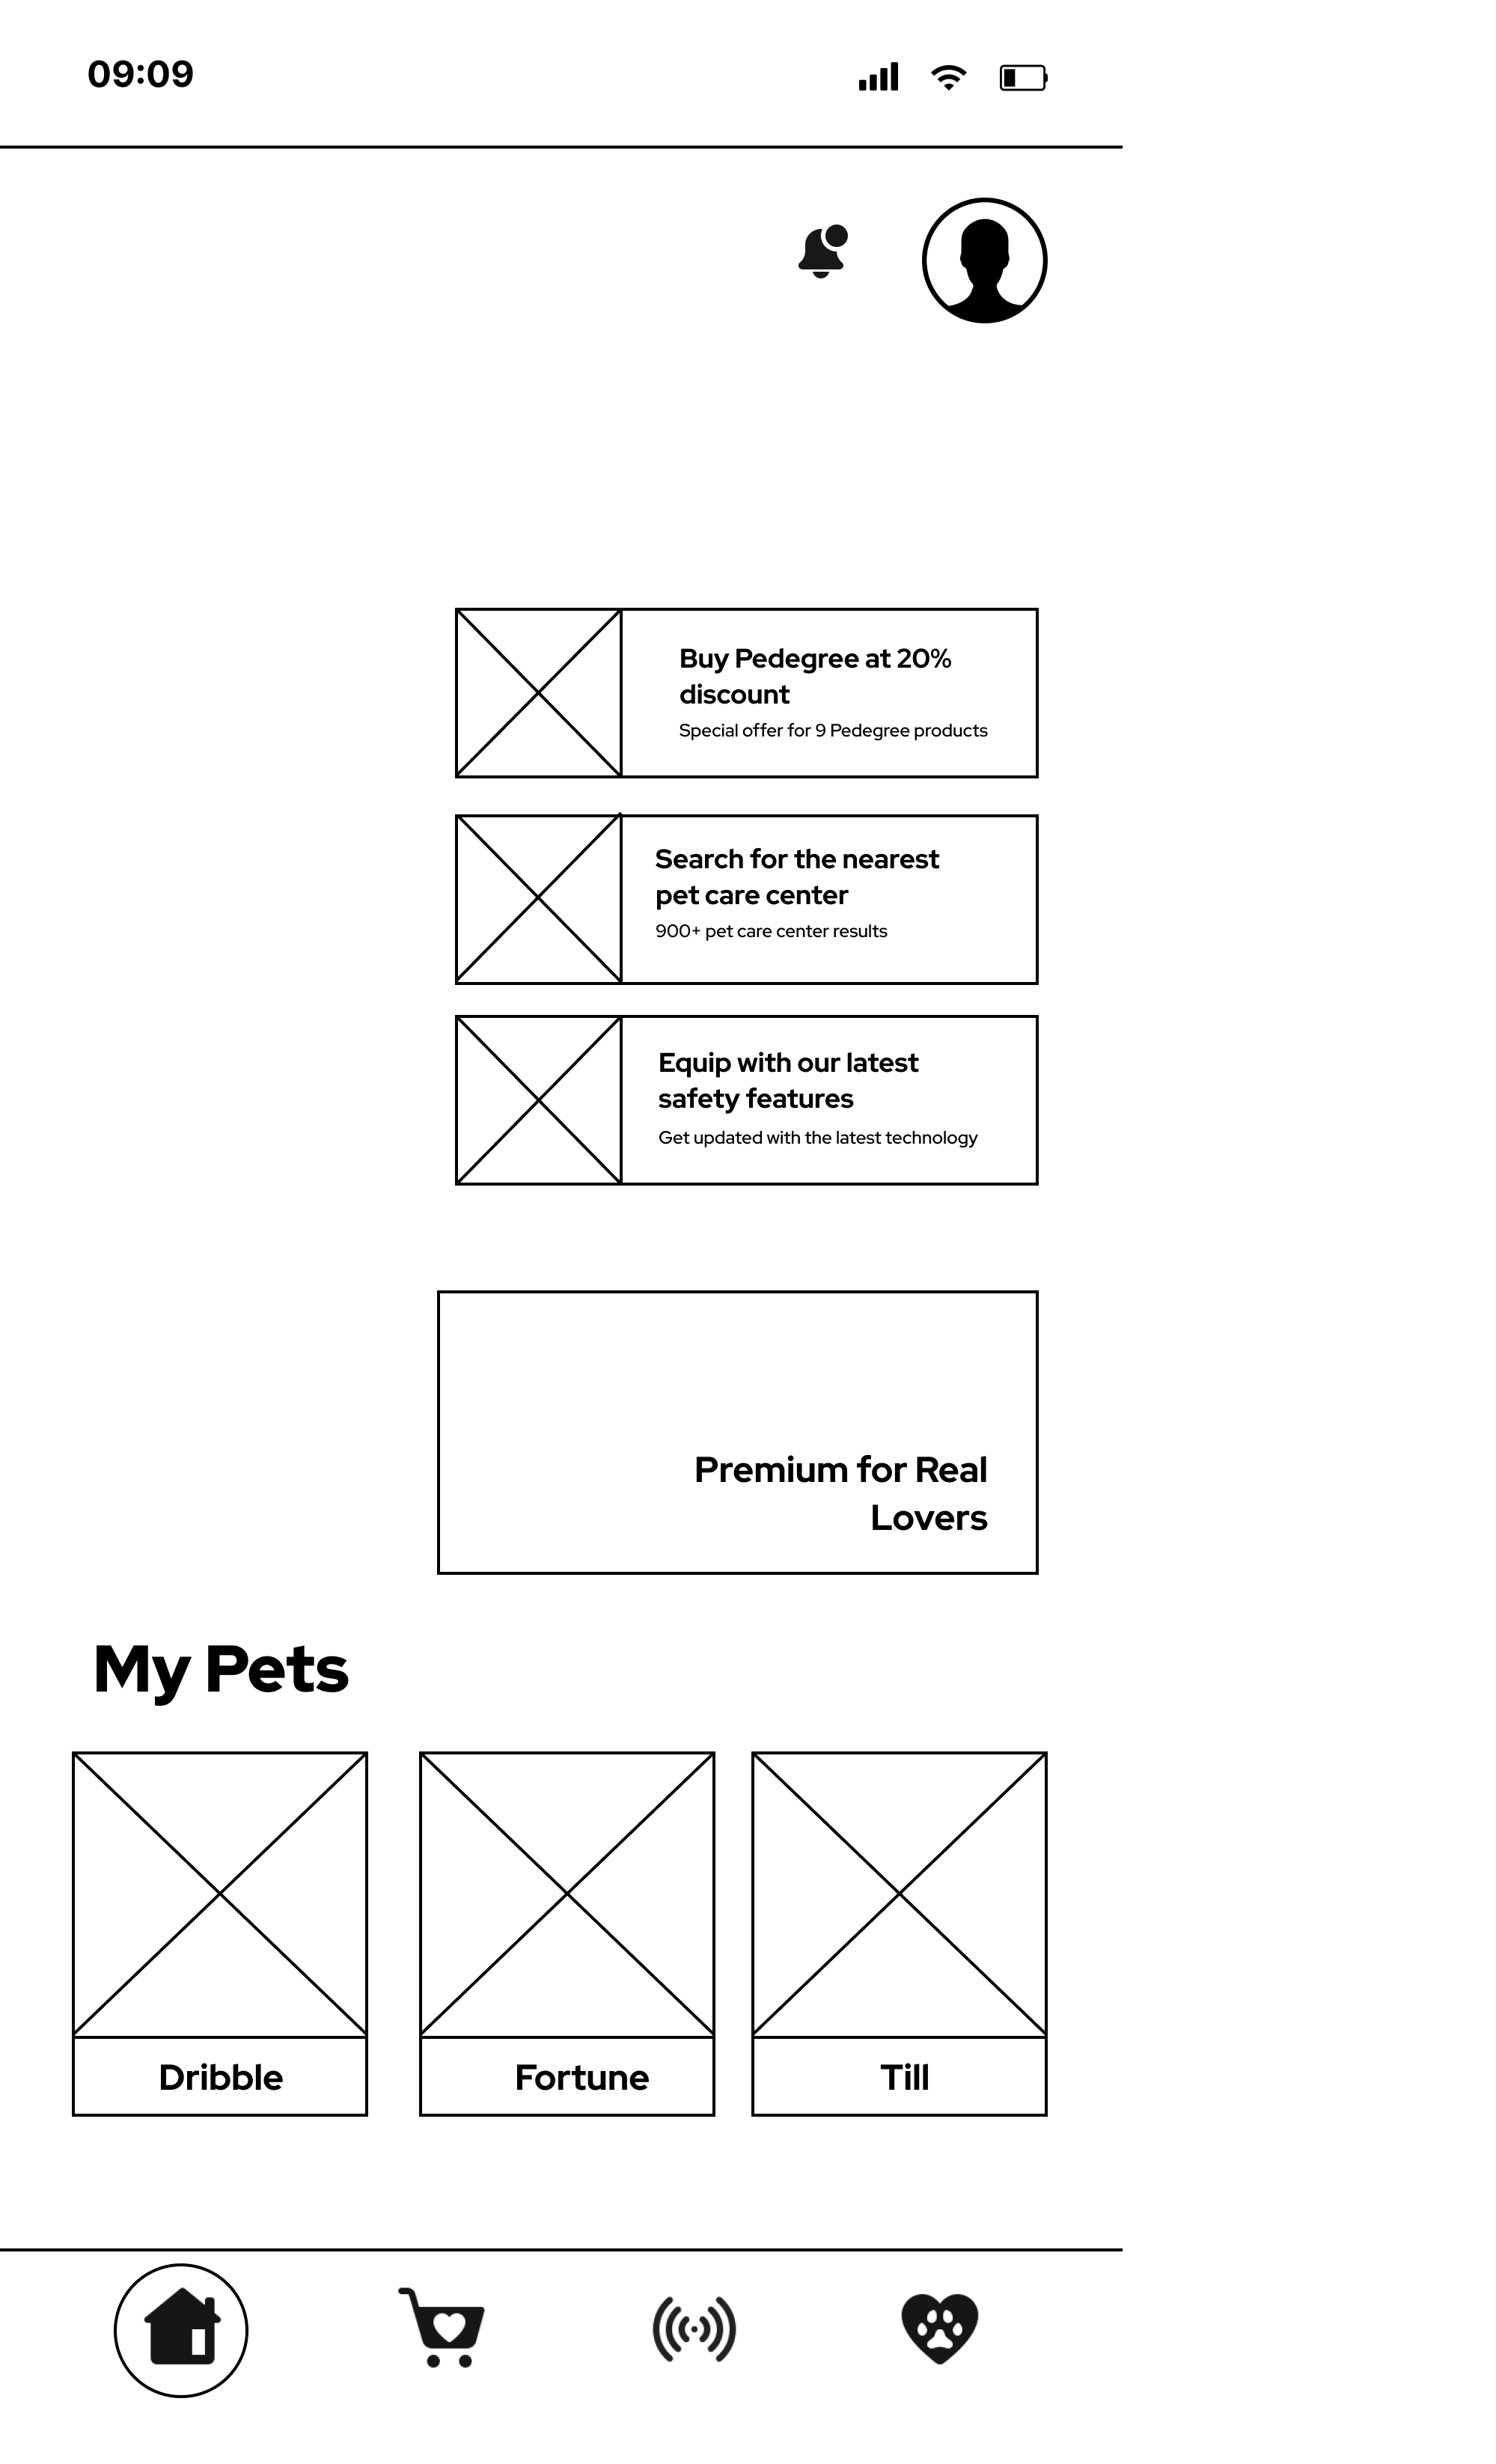 09:09
Buy Pedegree at 20%
discount
Special offer for 9 Pedegree products
Search for the nearest
pet care center
900+ pet care center results
Equip with our latest
safety features
Get updated with the latest technology
Premium for Real
Lovers
My Pets
Dribble
Fortune
Till